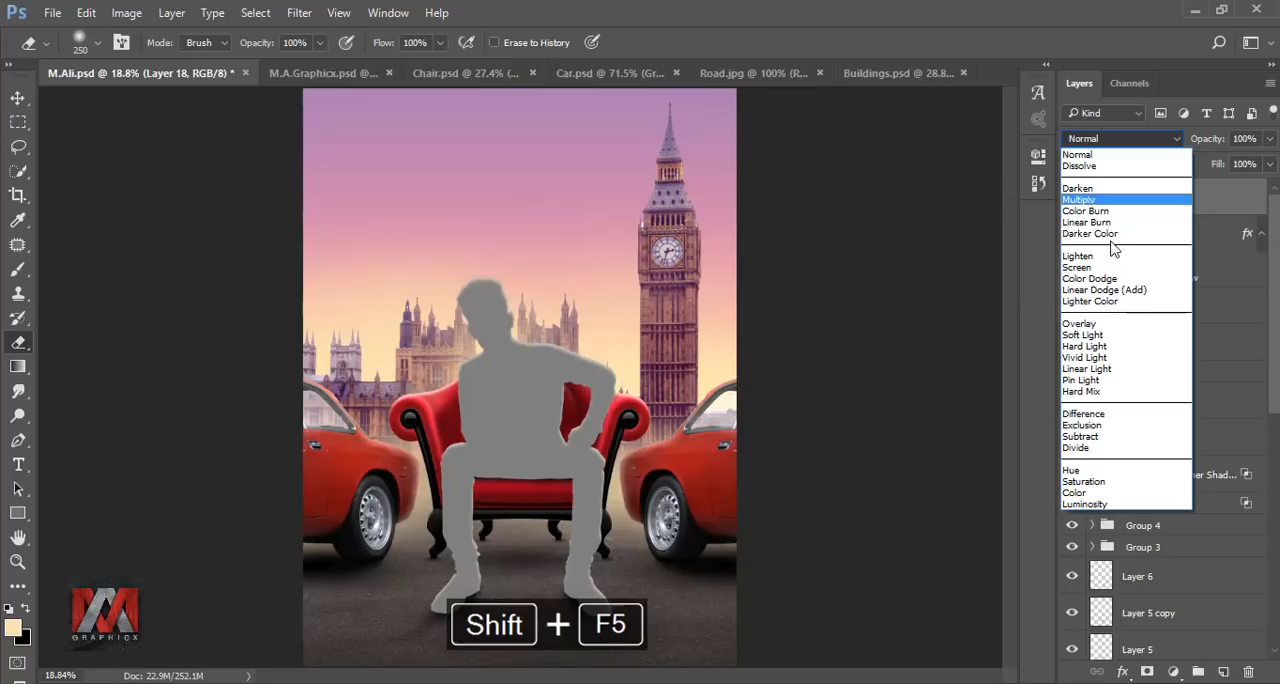 Ps File Edit Image Layer Type Select Filter View Window Help
250 Mode: Brush Opacity: 100% Flow: 100% Erase to History
M.Ali.psd @ 18.8% (Layer 18, RGB/8) * × M.A.Graphicx.psd @... × Chair.psd @ 27.4% (... × Car.psd @ 71.5% (Gr... × Road.jpg @ 100% (R... × Buildings.psd @ 28.8... ×
Layers Channels
Kind
Normal Opacity: 100%
Fill: 100%
Normal
Dissolve
Darken
Multiply
Color Burn
Linear Burn
Darker Color
fx
Lighten
Screen
Color Dodge
Linear Dodge (Add)
Lighter Color
Overlay
Soft Light
Hard Light
Vivid Light
Linear Light
Pin Light
Hard Mix
Difference
Exclusion
Subtract
Divide
Hue
Saturation
Color
Luminosity
Group 4
Group 3
Layer 6
Layer 5 copy
Layer 5
Shift + F5
MA
GRAPHICX
18.84% Doc: 22.9M/252.1M
fx